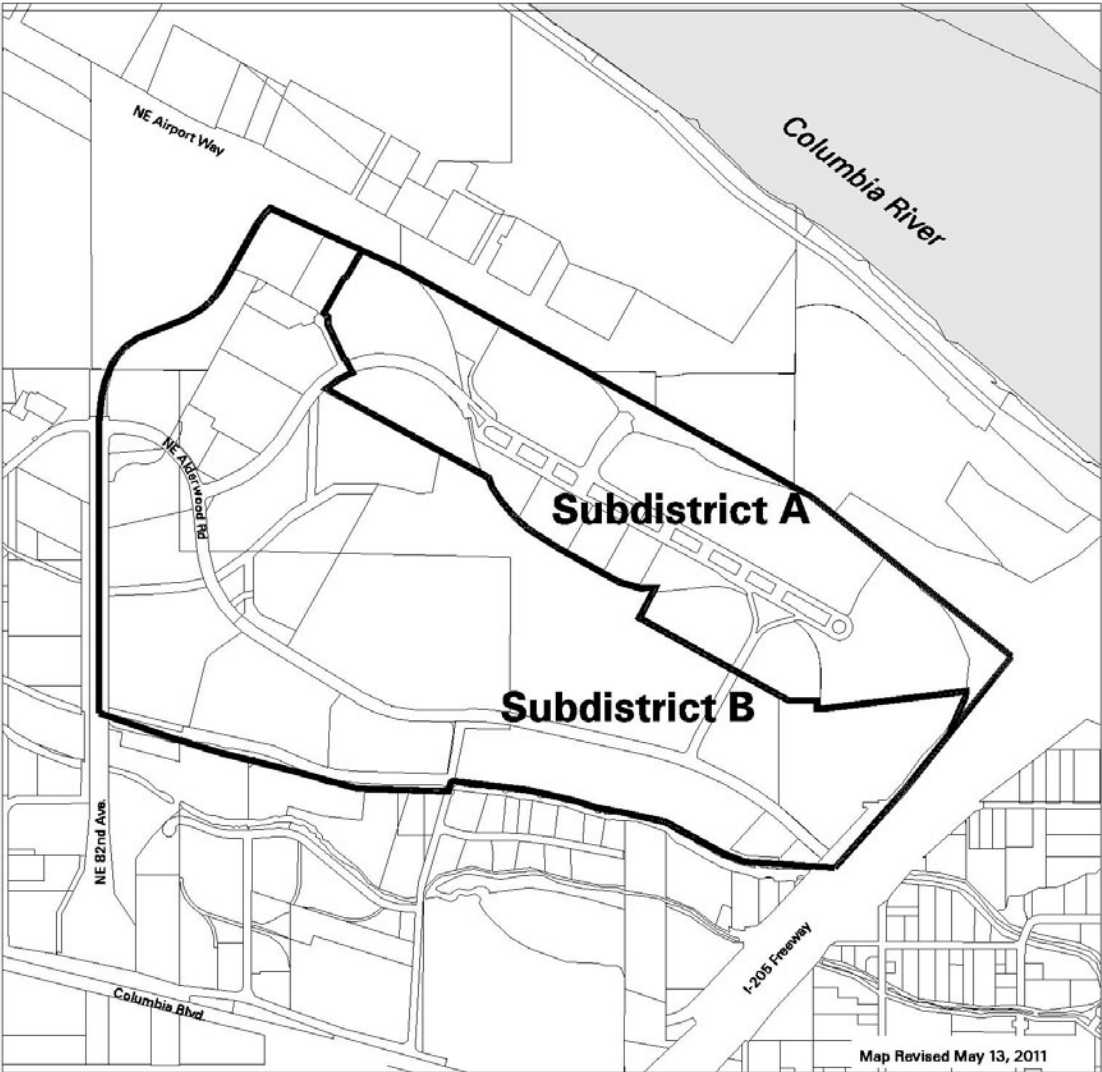 NE Airport Way
Columbia River
NE Alderwood Rd
Subdistrict A
Subdistrict B
NE 82nd Ave.
I-205 Freeway
Columbia Blvd.
Map Revised May 13, 2011